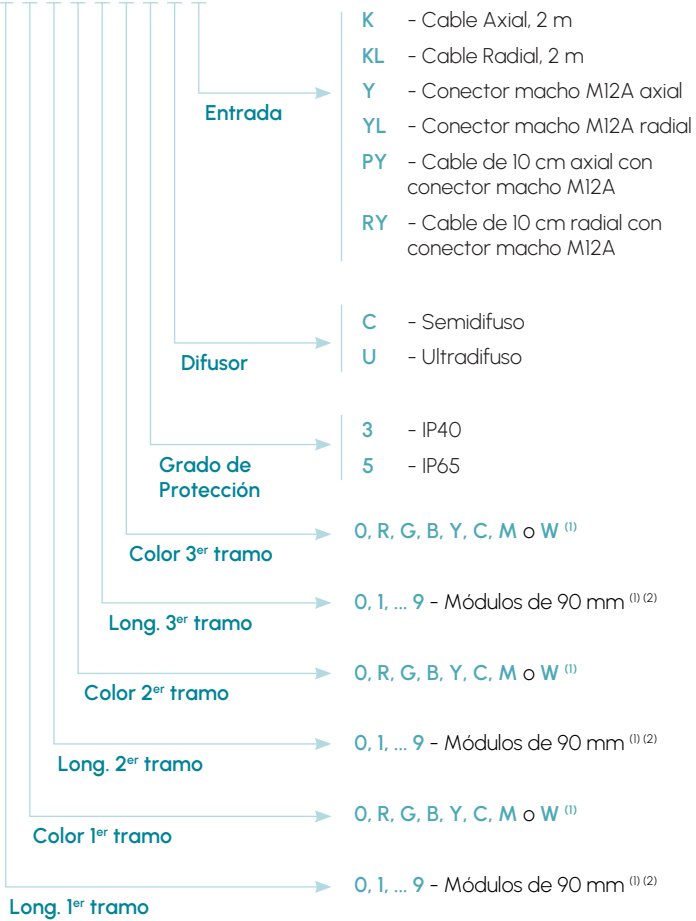 K - Cable Axial, 2 m
KL - Cable Radial, 2 m
Y - Conector macho M12A axial
Entrada
YL - Conector macho M12A radial
PY - Cable de 10 cm axial con
conector macho M12A
RY - Cable de 10 cm radial con
conector macho M12A
C - Semidifuso
Difusor
U - Ultradifuso
3 - IP40
Grado de
Protección
5 - IP65
0, R, G, B, Y, C, M o W (1)
Color 3er tramo
0, 1, ... 9 - Módulos de 90 mm (1) (2)
Long. 3er tramo
0, R, G, B, Y, C, M o W (1)
Color 2er tramo
0, 1, ... 9 - Módulos de 90 mm (1) (2)
Long. 2er tramo
0, R, G, B, Y, C, M o W (1)
Color 1er tramo
0, 1, ... 9 - Módulos de 90 mm (1) (2)
Long. 1er tramo